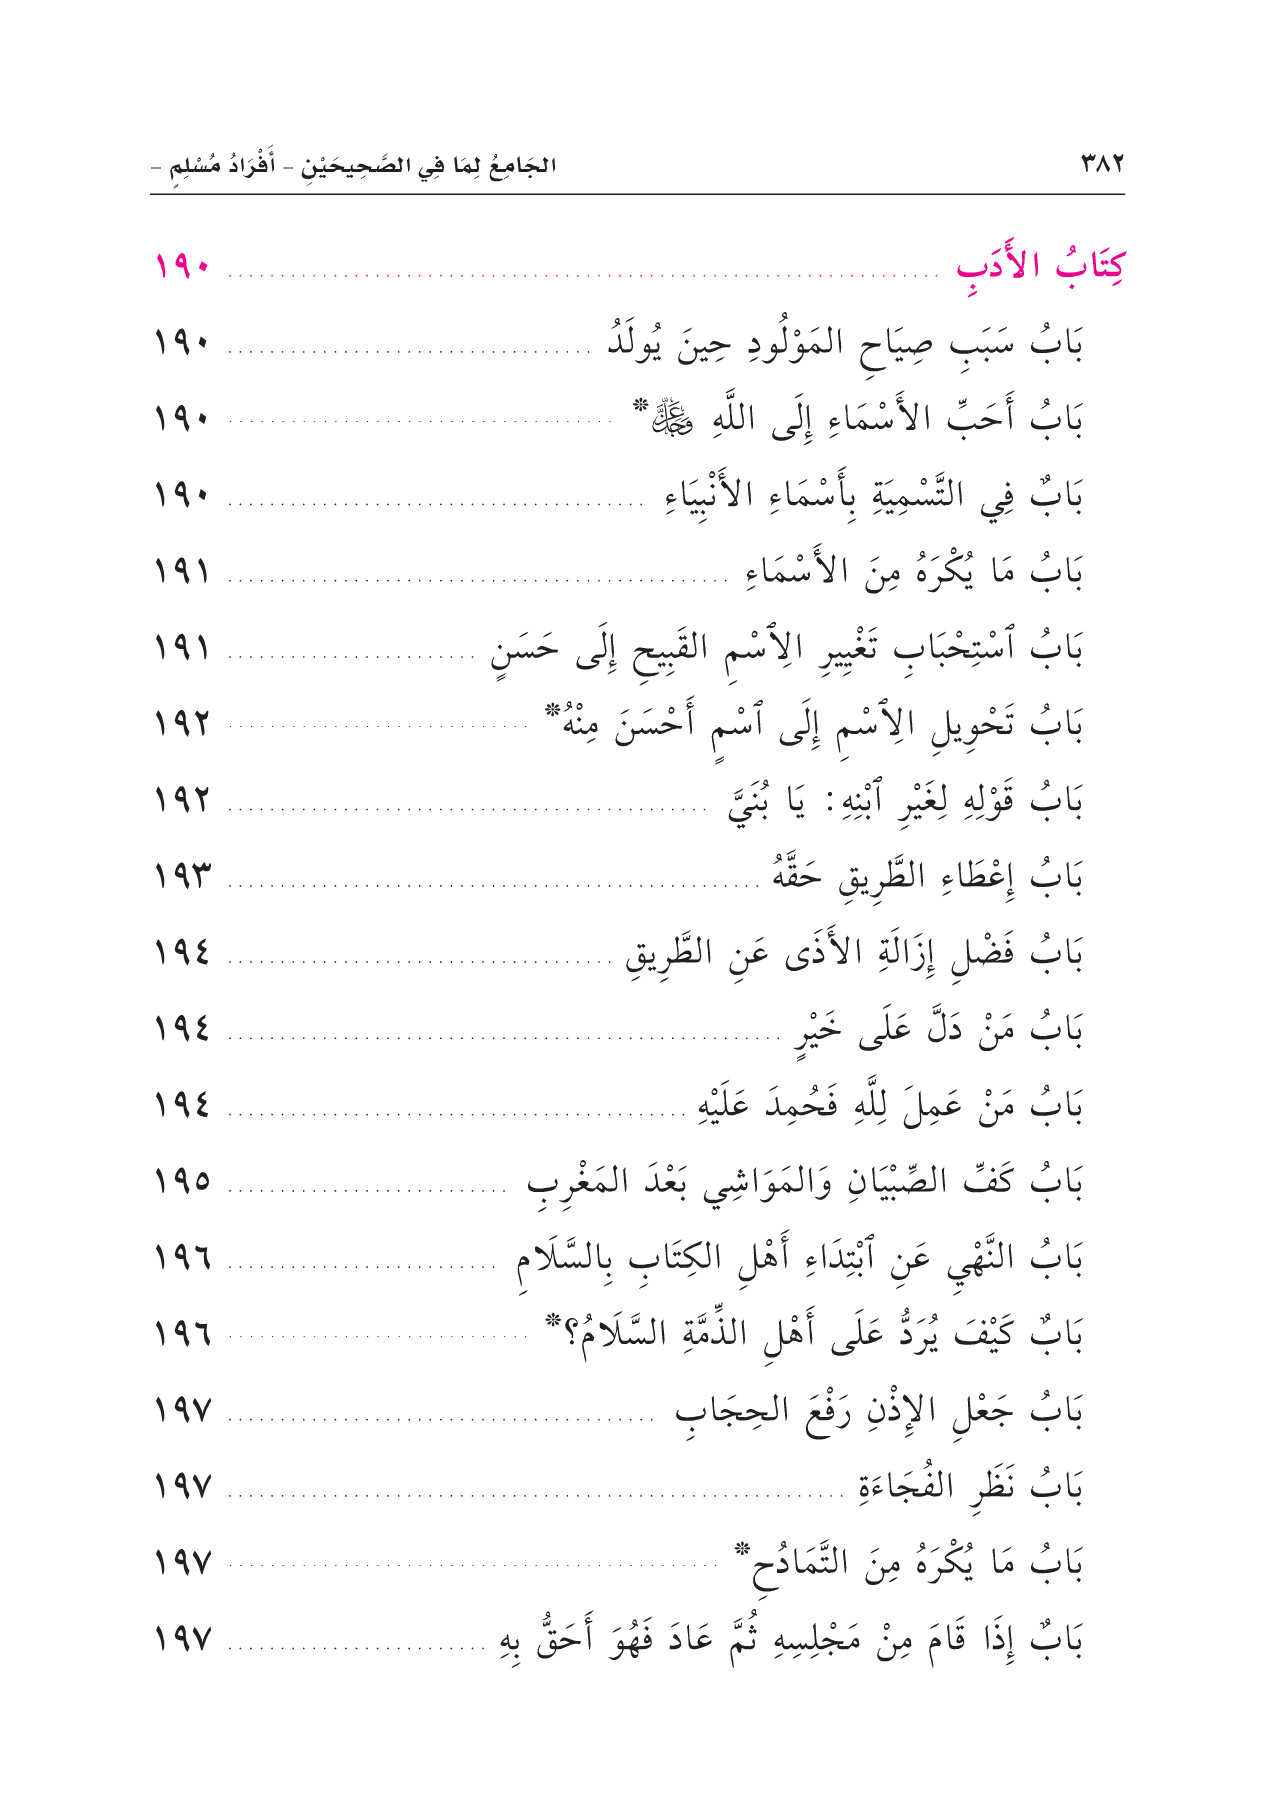 ٣٨٢ الجَامِعُ لِمَا فِي الصَّحِيحَيْنِ – أَفْرَادُ مُسْلِمٍ –
كِتَابُ الأَدَبِ ١٩٠
بَابُ سَبَبِ صِيَاحِ المَوْلُودِ حِينَ يُولَدُ ١٩٠
بَابُ أَحَبِّ الأَسْمَاءِ إِلَى اللَّهِ ﷿* ١٩٠
بَابٌ فِي التَّسْمِيَةِ بِأَسْمَاءِ الأَنْبِيَاءِ ١٩٠
بَابُ مَا يُكْرَهُ مِنَ الأَسْمَاءِ ١٩١
بَابُ ٱسْتِحْبَابِ تَغْيِيرِ الِٱسْمِ القَبِيحِ إِلَى حَسَنٍ ١٩١
بَابُ تَحْوِيلِ الِٱسْمِ إِلَى ٱسْمٍ أَحْسَنَ مِنْهُ* ١٩٢
بَابُ قَوْلِهِ لِغَيْرِ ٱبْنِهِ: يَا بُنَيَّ ١٩٢
بَابُ إِعْطَاءِ الطَّرِيقِ حَقَّهُ ١٩٣
بَابُ فَضْلِ إِزَالَةِ الأَذَى عَنِ الطَّرِيقِ ١٩٤
بَابُ مَنْ دَلَّ عَلَى خَيْرٍ ١٩٤
بَابُ مَنْ عَمِلَ لِلَّهِ فَحُمِدَ عَلَيْهِ ١٩٤
بَابُ كَفِّ الصِّبْيَانِ وَالمَوَاشِي بَعْدَ المَغْرِبِ ١٩٥
بَابُ النَّهْيِ عَنِ ٱبْتِدَاءِ أَهْلِ الكِتَابِ بِالسَّلَامِ ١٩٦
بَابٌ كَيْفَ يُرَدُّ عَلَى أَهْلِ الذِّمَّةِ السَّلَامُ؟* ١٩٦
بَابُ جَعْلِ الإِذْنِ رَفْعَ الحِجَابِ ١٩٧
بَابُ نَظَرِ الفُجَاءَةِ ١٩٧
بَابُ مَا يُكْرَهُ مِنَ التَّمَادُحِ* ١٩٧
بَابٌ إِذَا قَامَ مِنْ مَجْلِسِهِ ثُمَّ عَادَ فَهُوَ أَحَقُّ بِهِ ١٩٧